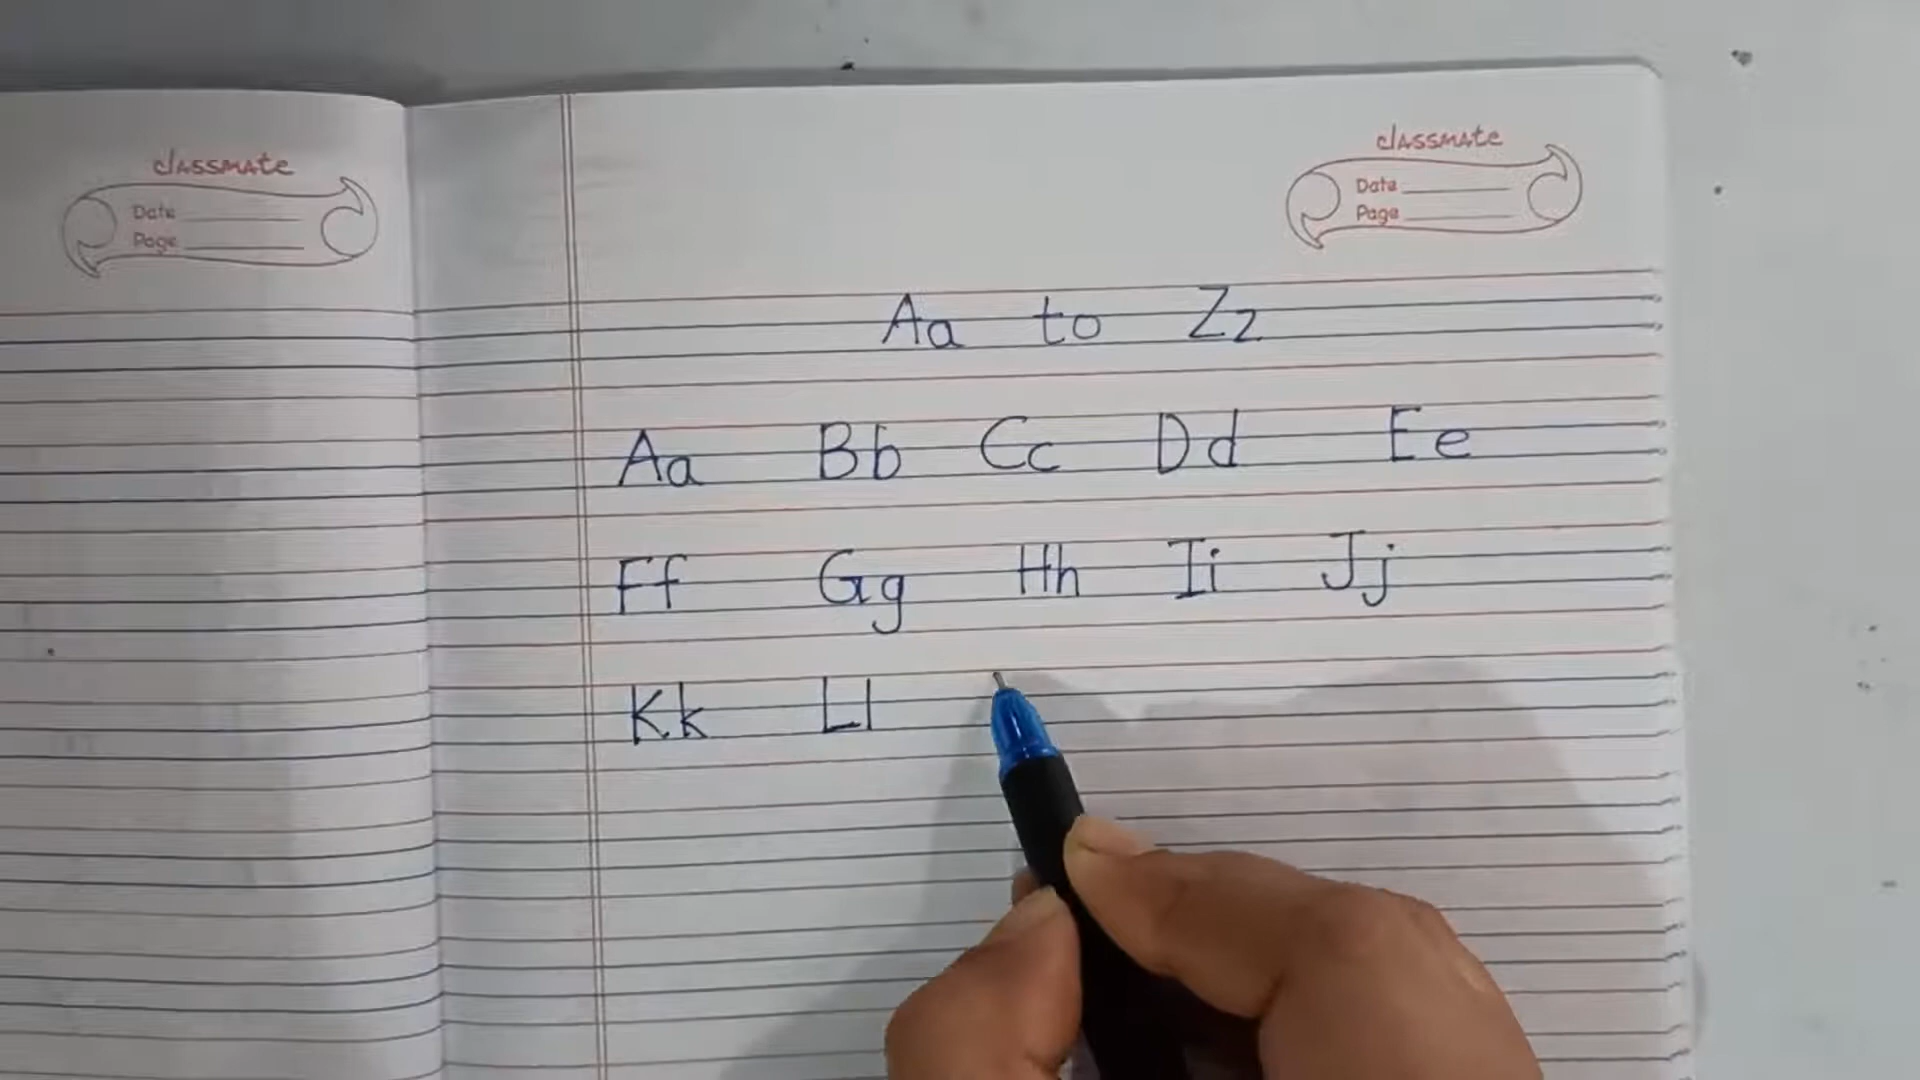 classmate
Date
Page
classmate
Date
Page
Aa to Zz
Aa Bb Cc Dd Ee
Ff Gg Hh Ii Jj
Kk Ll